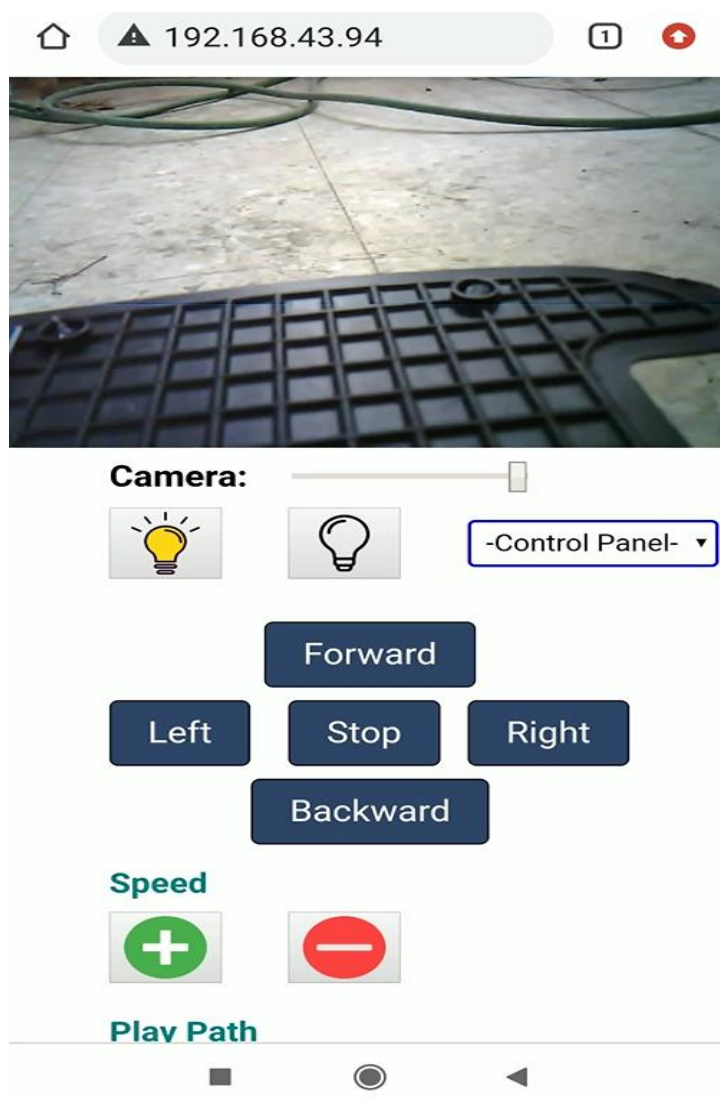 192.168.43.94
1
Camera:
-Control Panel-
Forward
Left Stop Right
Backward
Speed
Play Path